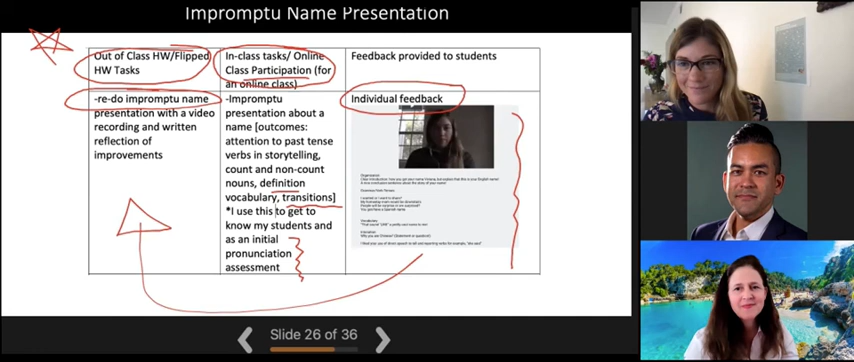 Impromptu Name Presentation
Out of Class HW/Flipped
HW Tasks
In-class tasks/ Online
Class Participation (for
an online class)
Feedback provided to students
-re-do impromptu name
presentation with a video
recording and written
reflection of
improvements
-Impromptu
presentation about a
name [outcomes:
attention to past tense
verbs in storytelling,
count and non-count
nouns, definition
vocabulary, transitions]
*I use this to get to
know my students and
as an initial
pronunciation
assessment
Individual feedback
Organization
Slide 26 of 36